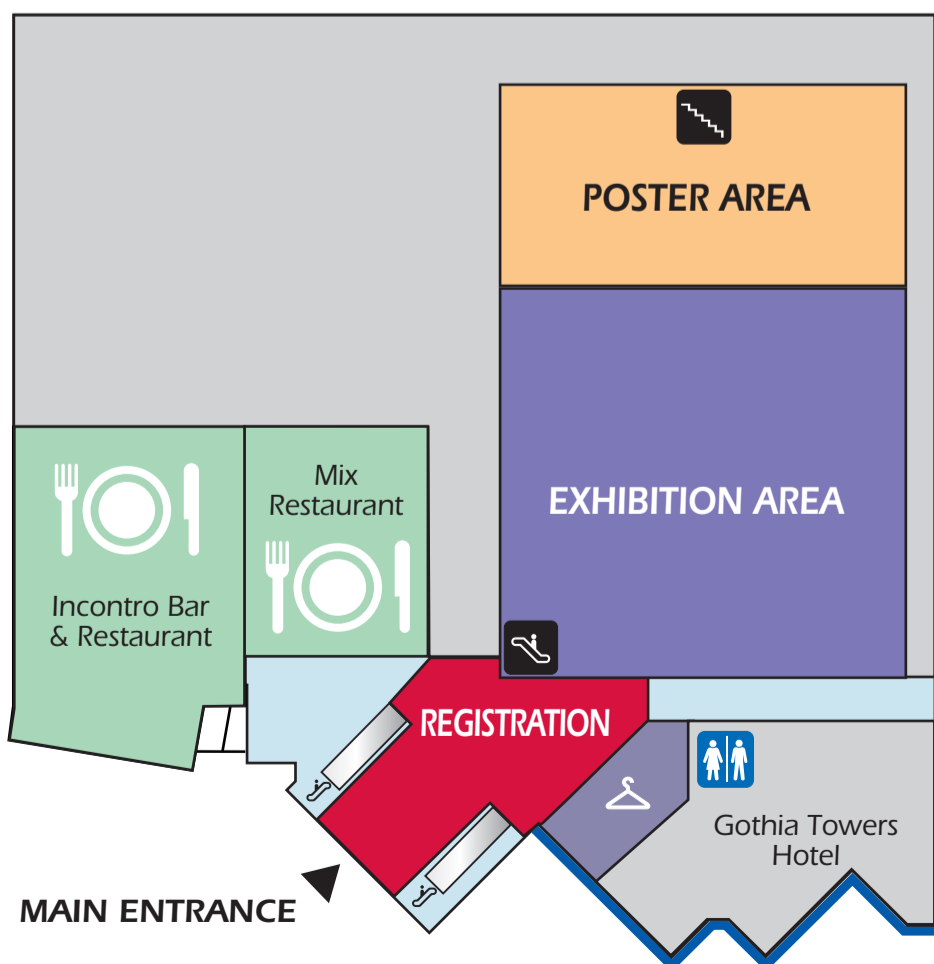 POSTER AREA
EXHIBITION AREA
Mix
Restaurant
Incontro Bar
& Restaurant
REGISTRATION
Gothia Towers
Hotel
MAIN ENTRANCE